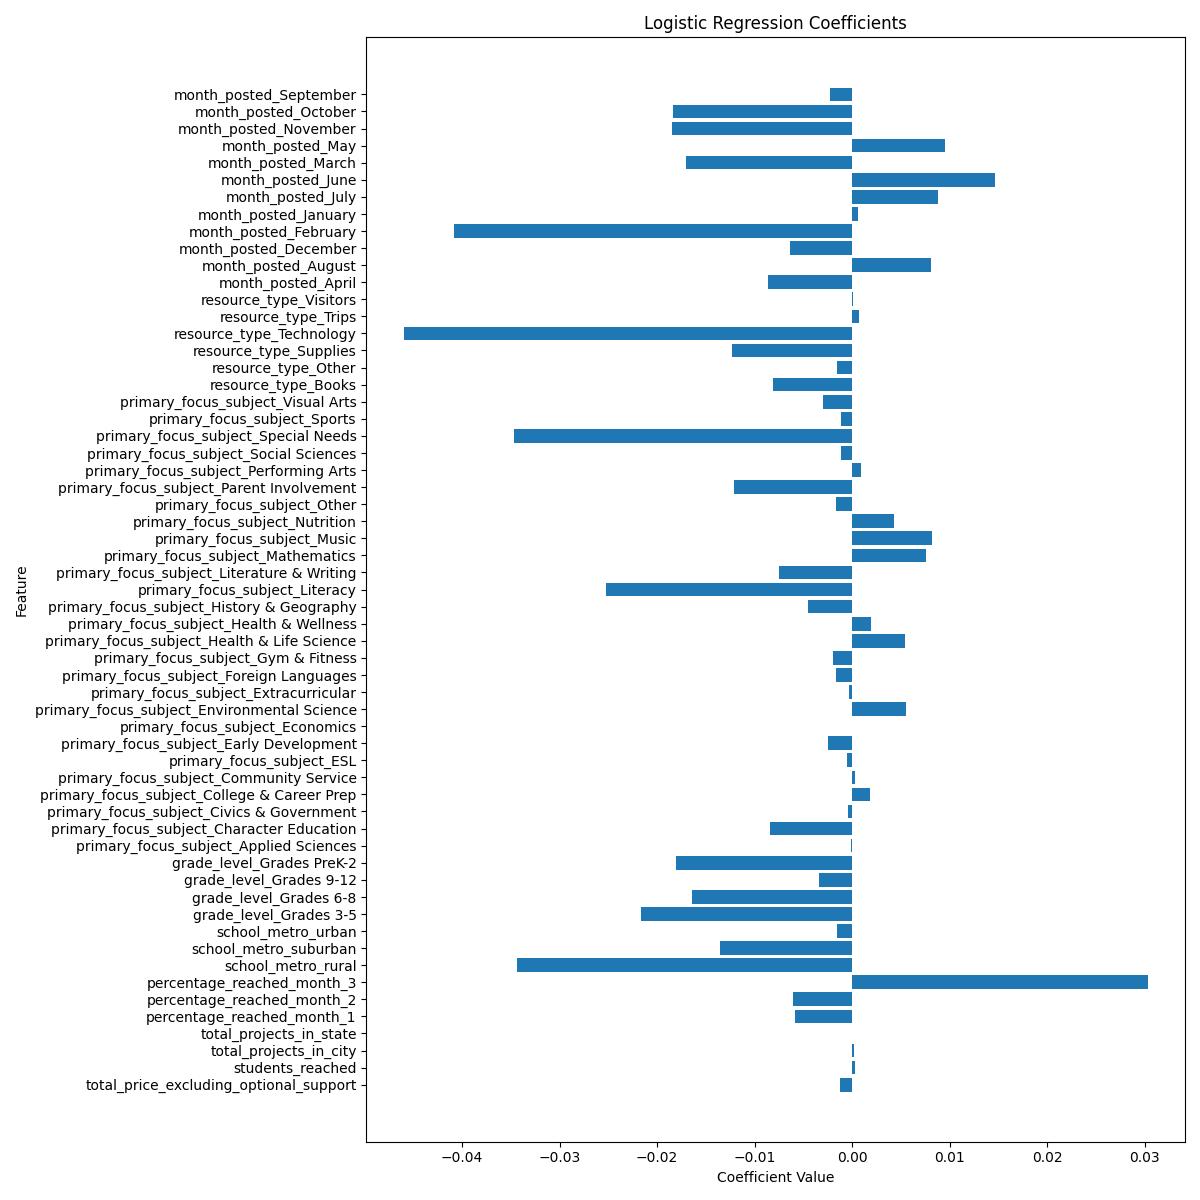 Logistic Regression Coefficients
Feature
month_posted_September
month_posted_October
month_posted_November
month_posted_May
month_posted_March
month_posted_June
month_posted_July
month_posted_January
month_posted_February
month_posted_December
month_posted_August
month_posted_April
resource_type_Visitors
resource_type_Trips
resource_type_Technology
resource_type_Supplies
resource_type_Other
resource_type_Books
primary_focus_subject_Visual Arts
primary_focus_subject_Sports
primary_focus_subject_Special Needs
primary_focus_subject_Social Sciences
primary_focus_subject_Performing Arts
primary_focus_subject_Parent Involvement
primary_focus_subject_Other
primary_focus_subject_Nutrition
primary_focus_subject_Music
primary_focus_subject_Mathematics
primary_focus_subject_Literature & Writing
primary_focus_subject_Literacy
primary_focus_subject_History & Geography
primary_focus_subject_Health & Wellness
primary_focus_subject_Health & Life Science
primary_focus_subject_Gym & Fitness
primary_focus_subject_Foreign Languages
primary_focus_subject_Extracurricular
primary_focus_subject_Environmental Science
primary_focus_subject_Economics
primary_focus_subject_Early Development
primary_focus_subject_ESL
primary_focus_subject_Community Service
primary_focus_subject_College & Career Prep
primary_focus_subject_Civics & Government
primary_focus_subject_Character Education
primary_focus_subject_Applied Sciences
grade_level_Grades PreK-2
grade_level_Grades 9-12
grade_level_Grades 6-8
grade_level_Grades 3-5
school_metro_urban
school_metro_suburban
school_metro_rural
percentage_reached_month_3
percentage_reached_month_2
percentage_reached_month_1
total_projects_in_state
total_projects_in_city
students_reached
total_price_excluding_optional_support
−0.04 −0.03 −0.02 −0.01 0.00 0.01 0.02 0.03
Coefficient Value